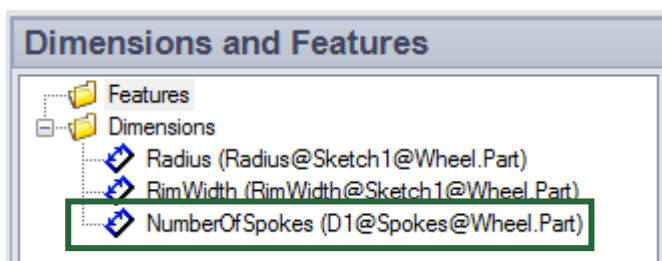 Dimensions and Features
Features
Dimensions
Radius (Radius@Sketch1@Wheel.Part)
RimWidth (RimWidth@Sketch1@Wheel.Part)
NumberOfSpokes (D1@Spokes@Wheel.Part)